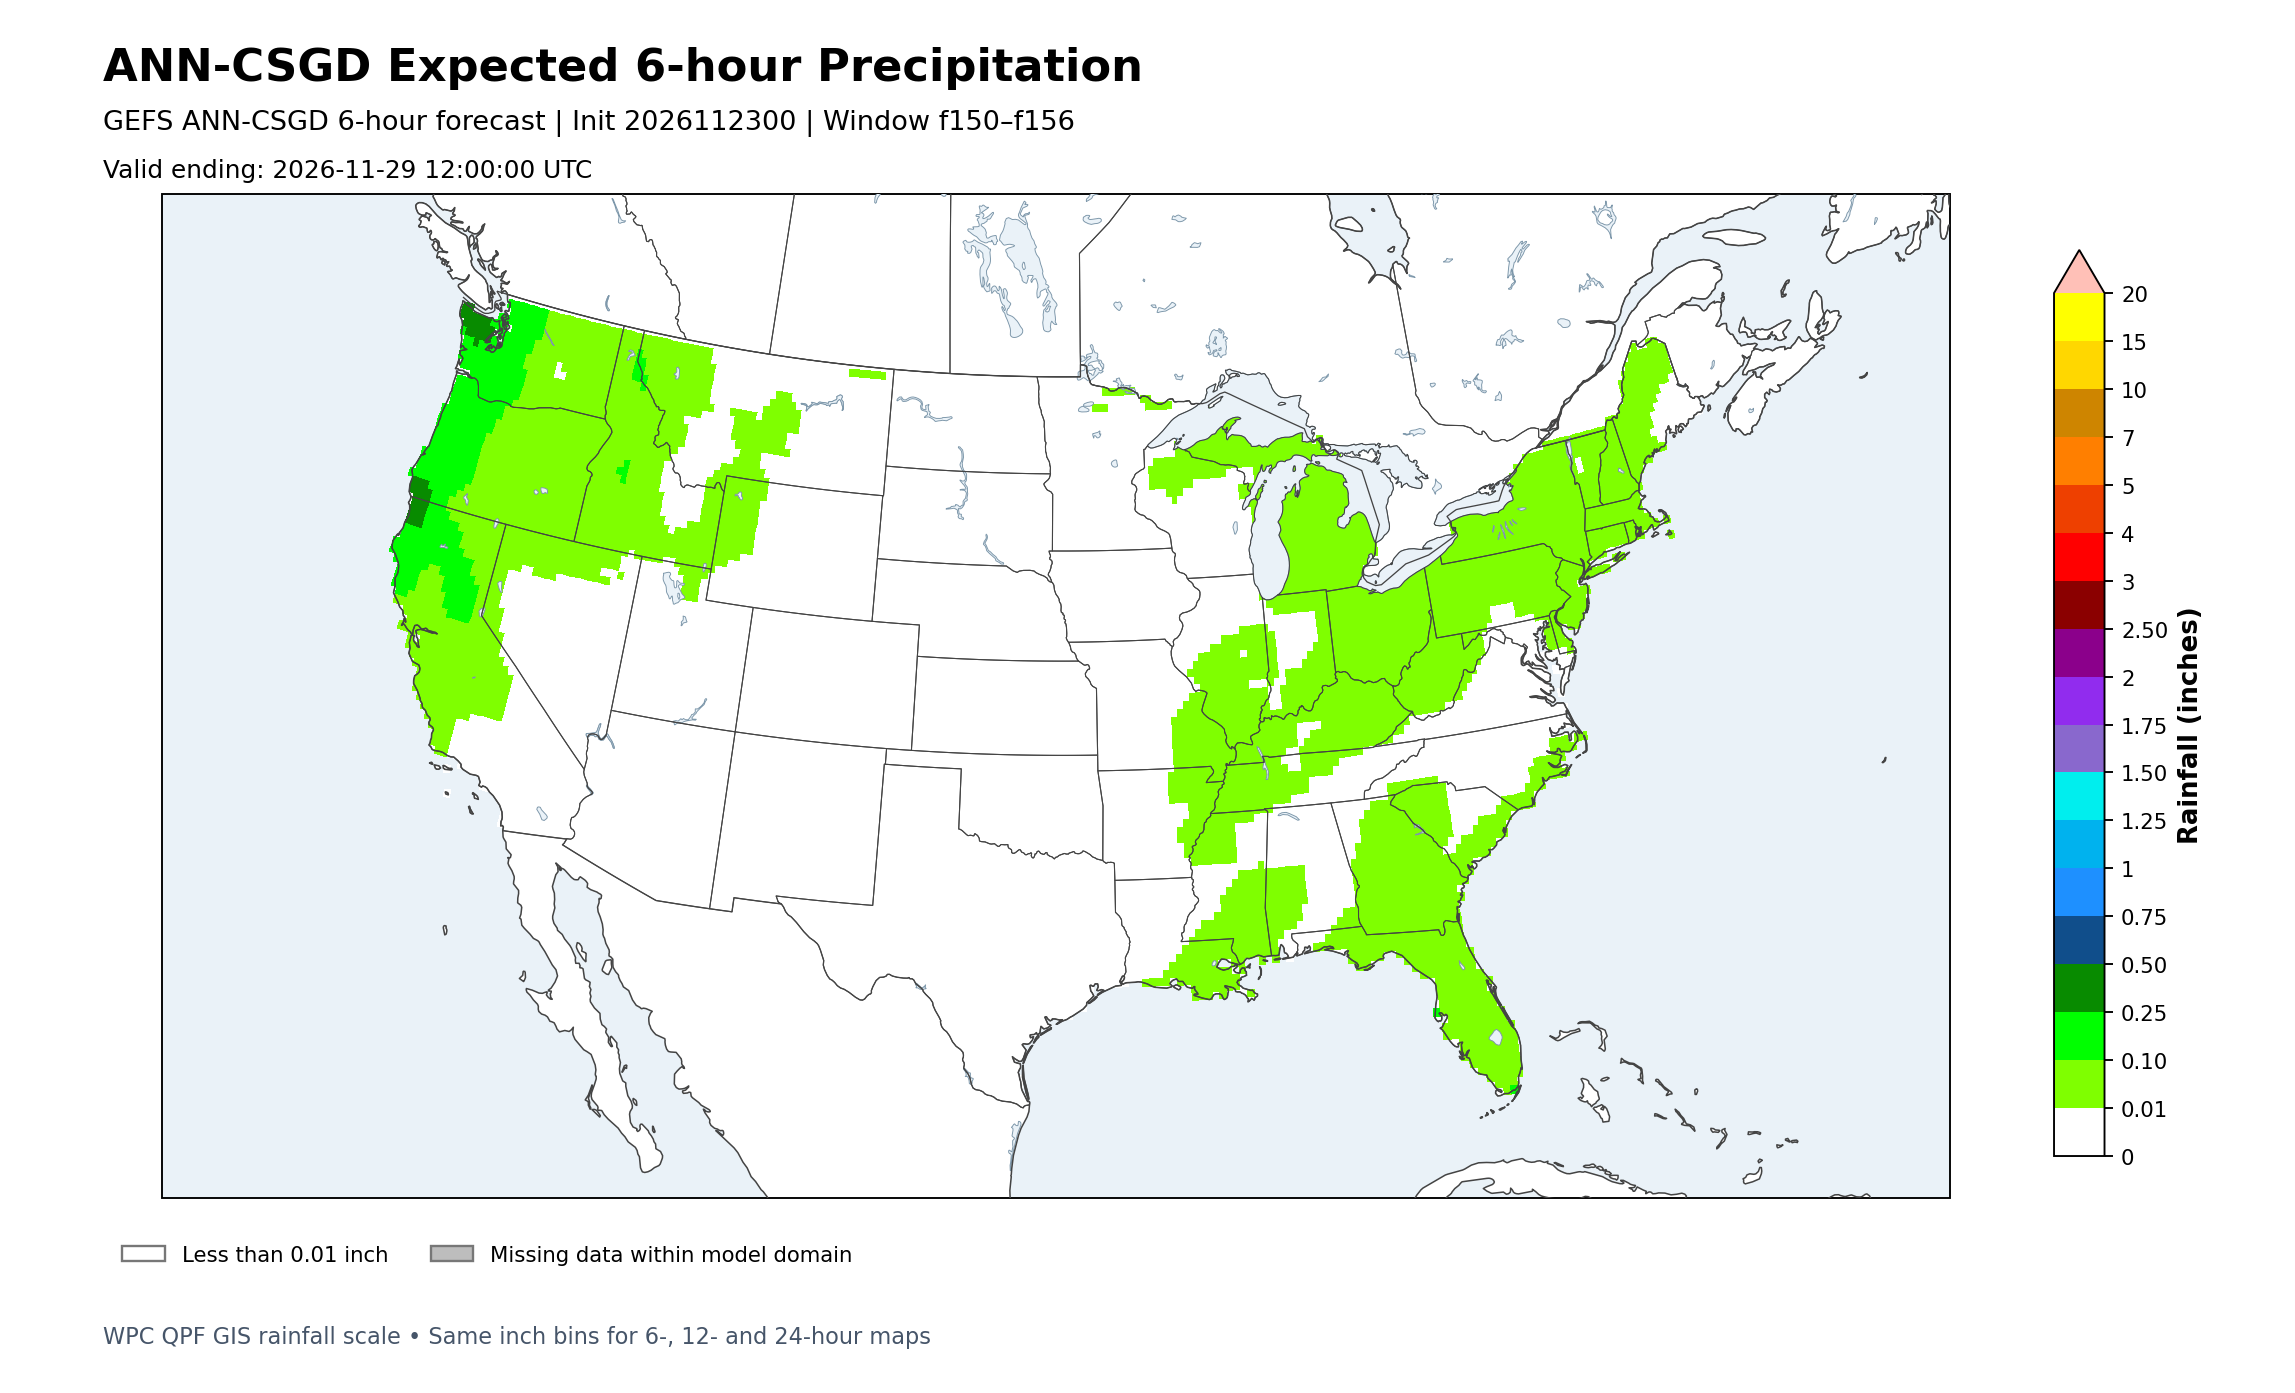 ANN-CSGD Expected 6-hour Precipitation
GEFS ANN-CSGD 6-hour forecast | Init 2026112300 | Window f150–f156
Valid ending: 2026-11-29 12:00:00 UTC
20
15
10
7
5
4
3
2.50
2
1.75
1.50
1.25
1
0.75
0.50
0.25
0.10
0.01
0
Rainfall (inches)
Less than 0.01 inch
Missing data within model domain
WPC QPF GIS rainfall scale • Same inch bins for 6-, 12- and 24-hour maps